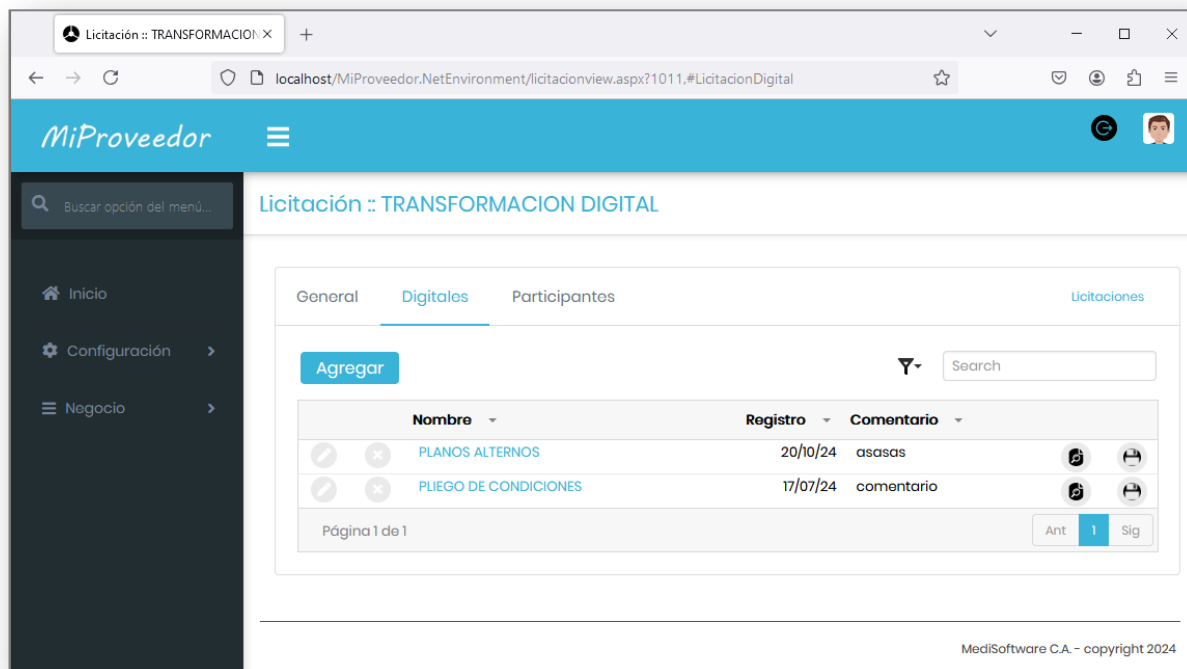 Licitación :: TRANSFORMACION
localhost/MiProveedor.NetEnvironment/licitacionview.aspx?1011,#LicitacionDigital
MiProveedor
Buscar opción del menú...
Licitación :: TRANSFORMACION DIGITAL
Inicio
Configuración
Negocio
General Digitales Participantes Licitaciones
Agregar Search
Nombre Registro Comentario
PLANOS ALTERNOS 20/10/24 asasas
PLIEGO DE CONDICIONES 17/07/24 comentario
Página 1 de 1 Ant 1 Sig
MediSoftware C.A. - copyright 2024